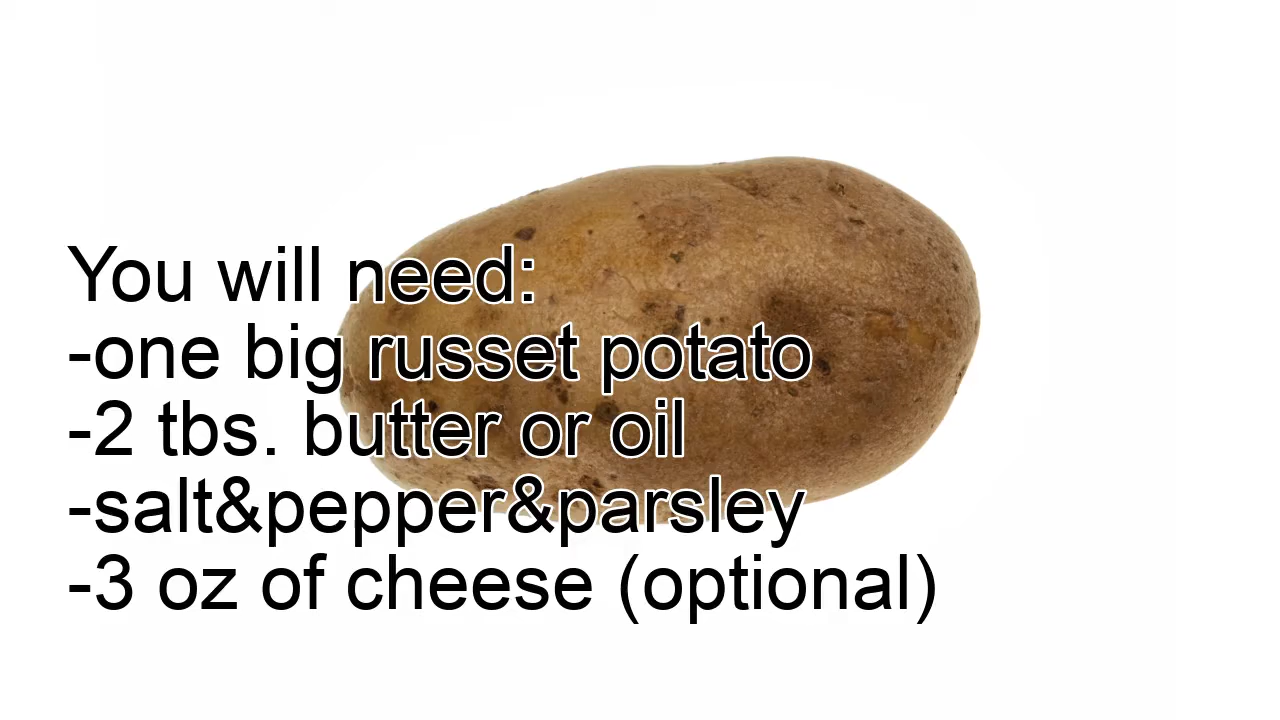 You will need:
-one big russet potato
-2 tbs. butter or oil
-salt&pepper&parsley
-3 oz of cheese (optional)